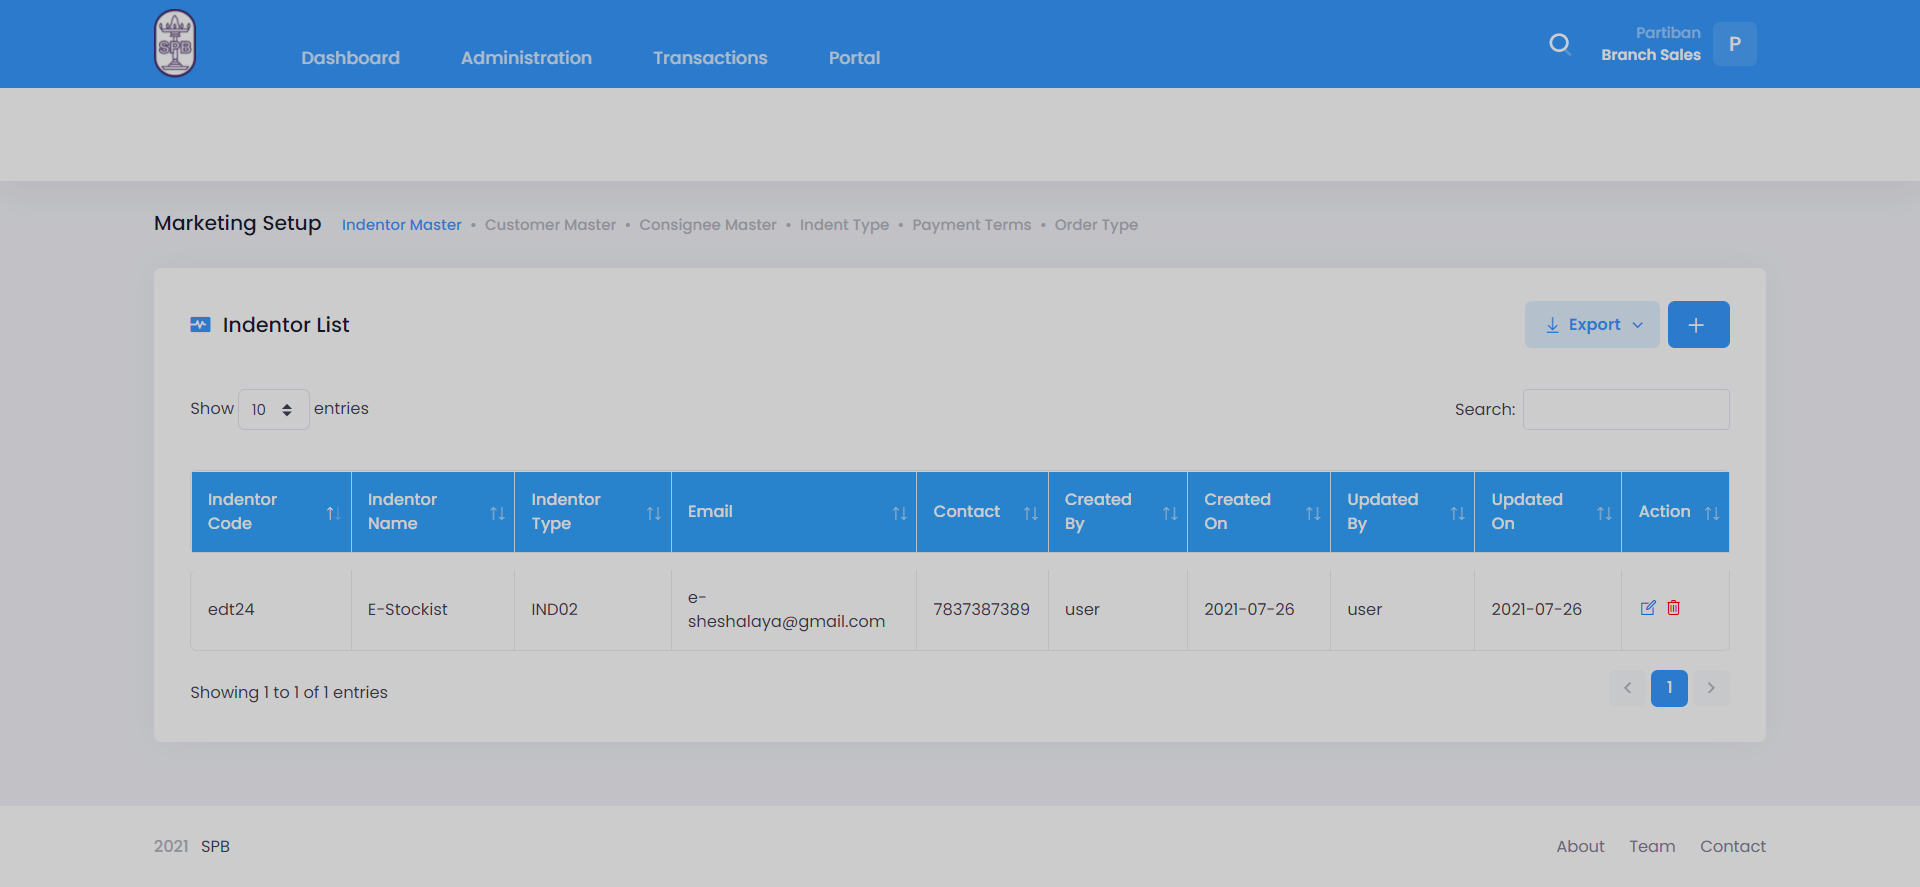 SPB
Dashboard
Administration
Transactions
Portal
Partiban
Branch Sales
P
Marketing Setup
Indentor Master • Customer Master • Consignee Master • Indent Type • Payment Terms • Order Type
Indentor List
Export
Show 10 entries
Search:
Indentor Code
Indentor Name
Indentor Type
Email
Contact
Created By
Created On
Updated By
Updated On
Action
edt24
E-Stockist
IND02
e-
sheshalaya@gmail.com
7837387389
user
2021-07-26
user
2021-07-26
Showing 1 to 1 of 1 entries
1
2021 SPB
About
Team
Contact